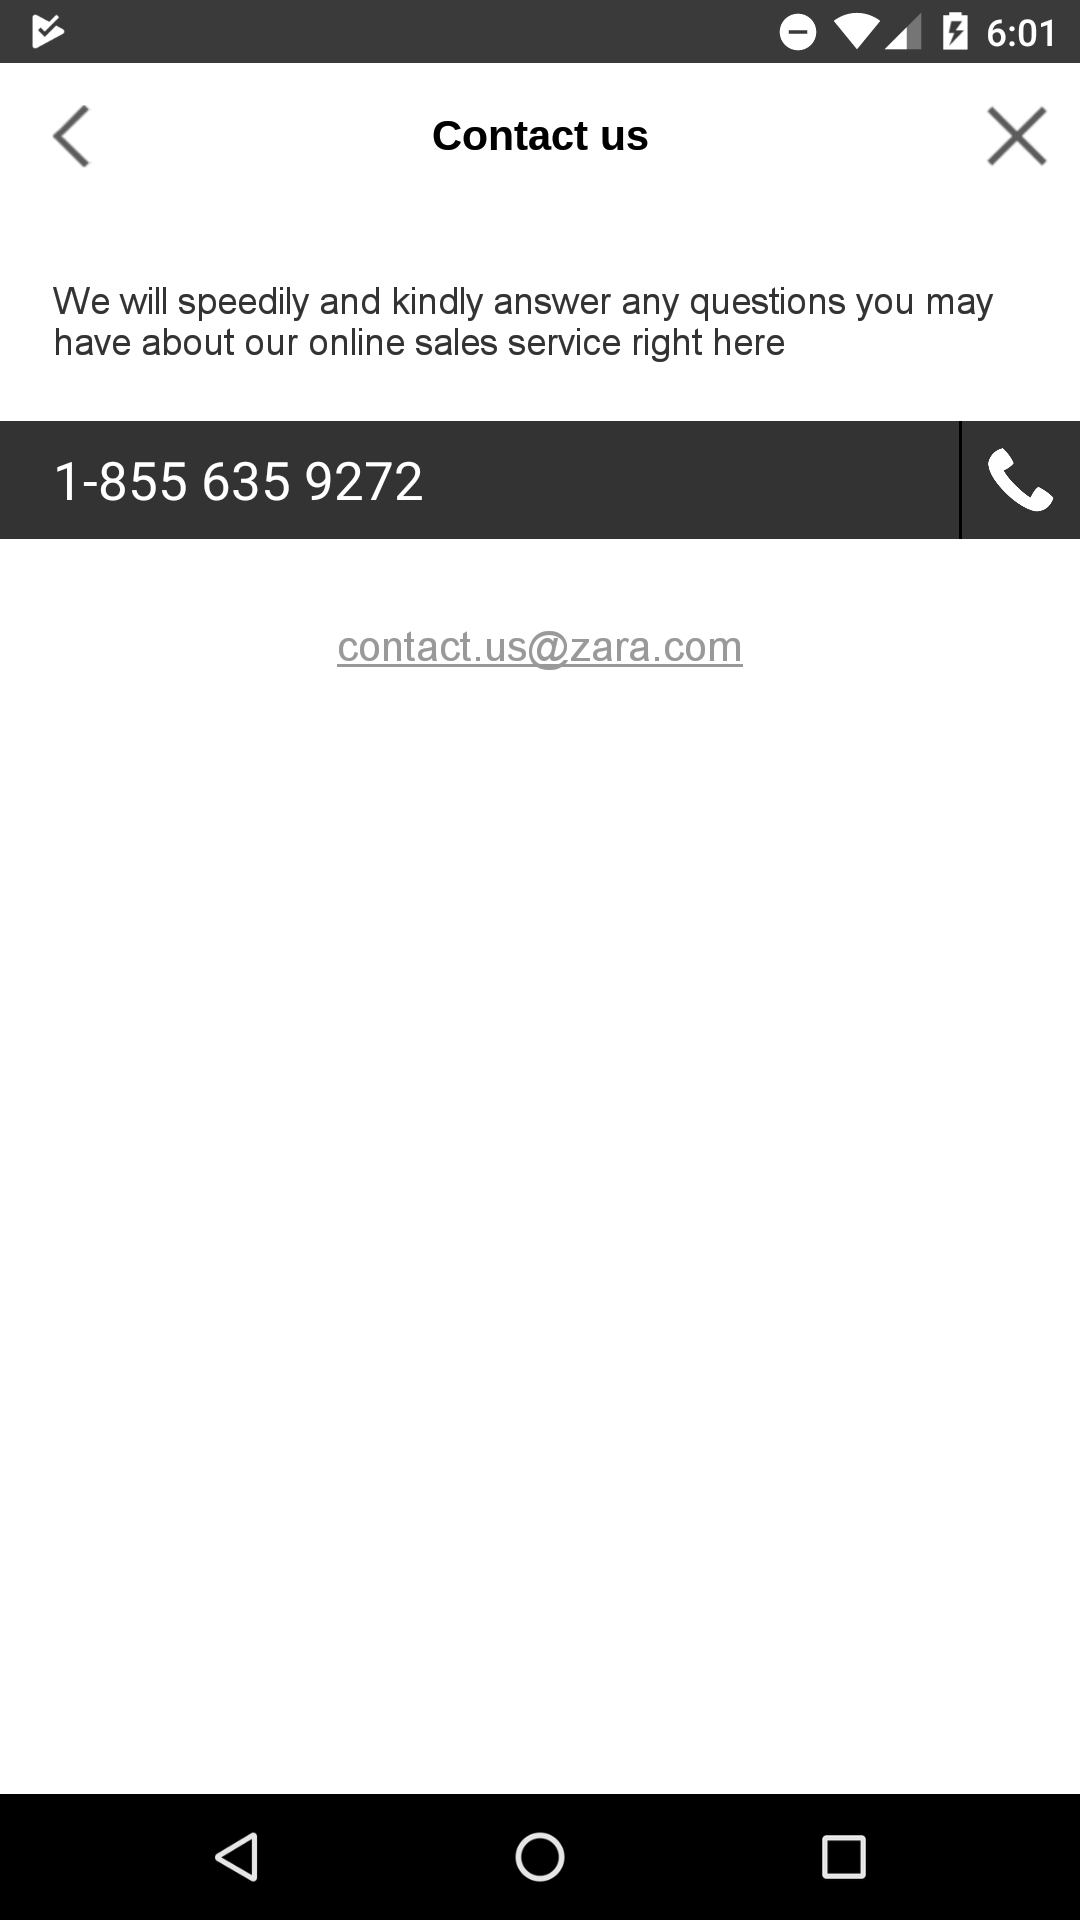 6:01
Contact us
We will speedily and kindly answer any questions you may
have about our online sales service right here
1-855 635 9272
contact.us@zara.com